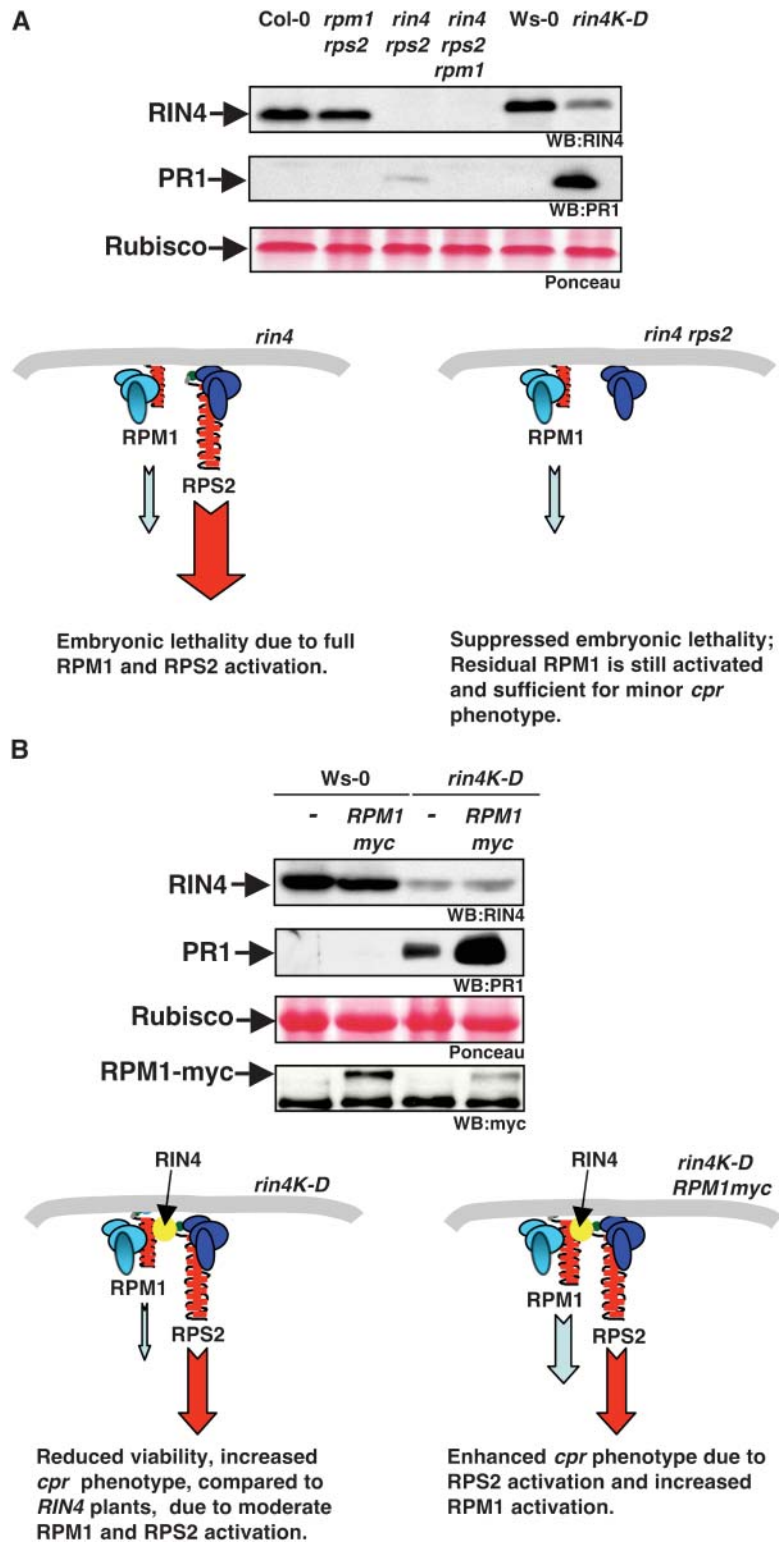 A
Col-0 rpm1 rps2 rin4 rps2 rin4 rps2 rpm1 Ws-0 rin4K-D
RIN4
WB:RIN4
PR1
WB:PR1
Rubisco
Ponceau
rin4
RPM1
RPS2
Embryonic lethality due to full
RPM1 and RPS2 activation.
rin4 rps2
RPM1
Suppressed embryonic lethality;
Residual RPM1 is still activated
and sufficient for minor cpr
phenotype.
B
Ws-0 rin4K-D
- RPM1 myc - RPM1 myc
RIN4
WB:RIN4
PR1
WB:PR1
Rubisco
Ponceau
RPM1-myc
WB:myc
RIN4
rin4K-D
RPM1
RPS2
Reduced viability, increased
cpr phenotype, compared to
RIN4 plants, due to moderate
RPM1 and RPS2 activation.
RIN4
rin4K-D
RPM1myc
RPM1
RPS2
Enhanced cpr phenotype due to
RPS2 activation and increased
RPM1 activation.